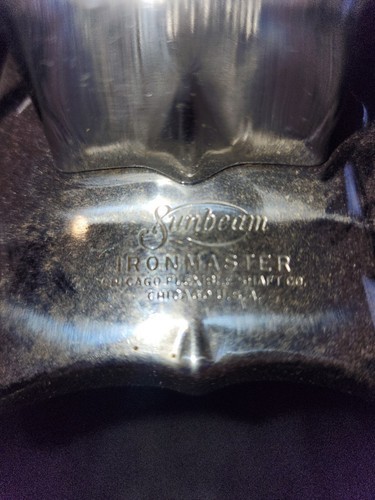 Sunbeam
IRONMASTER
CHICAGO FLEXIBLE SHAFT CO.
CHICAGO U.S.A.